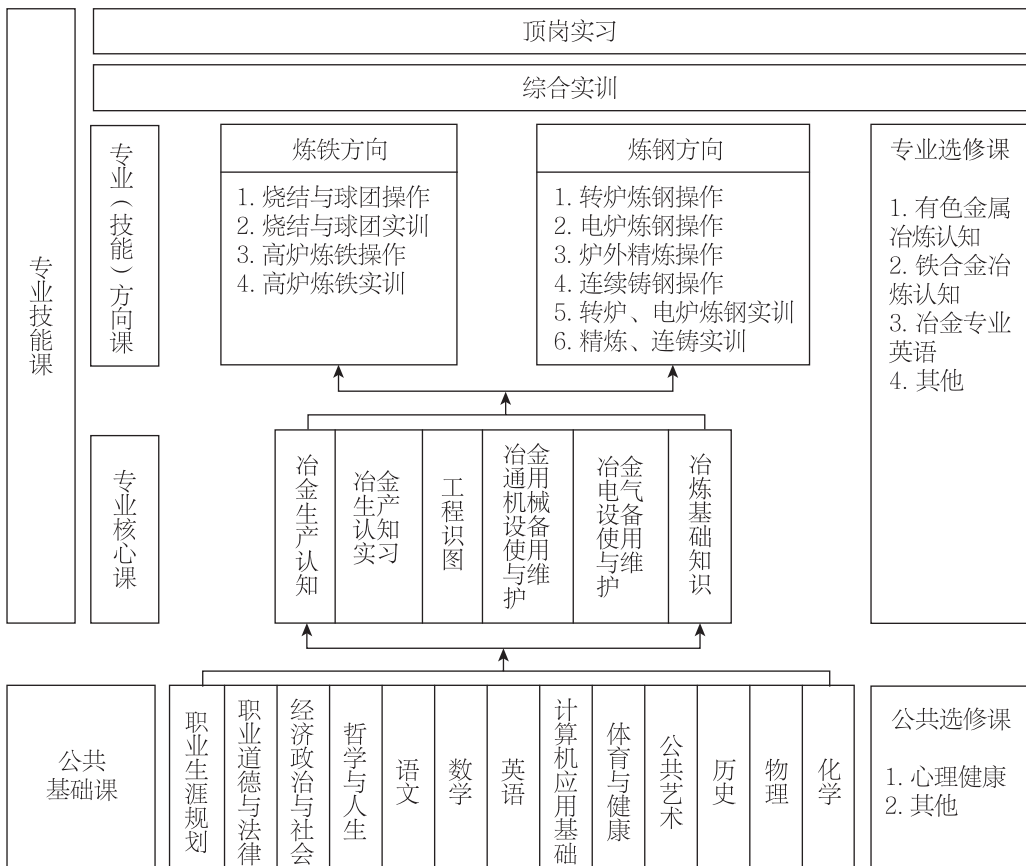 顶岗实习
综合实训
专业技能课
专业（技能）方向课
炼铁方向
1. 烧结与球团操作
2. 烧结与球团实训
3. 高炉炼铁操作
4. 高炉炼铁实训
炼钢方向
1. 转炉炼钢操作
2. 电炉炼钢操作
3. 炉外精炼操作
4. 连续铸钢操作
5. 转炉、电炉炼钢实训
6. 精炼、连铸实训
专业选修课
1. 有色金属
冶炼认知
2. 铁合金冶
炼认知
3. 冶金专业
英语
4. 其他
专业核心课
冶金生产认知
冶金生产认知实习
工程识图
冶金通用机械设备使用与维护
冶金电气设备使用与维护
冶炼基础知识
公共
基础课
职业生涯规划
职业道德与法律
经济政治与社会
哲学与人生
语文
数学
英语
计算机应用基础
体育与健康
公共艺术
历史
物理
化学
公共选修课
1. 心理健康
2. 其他